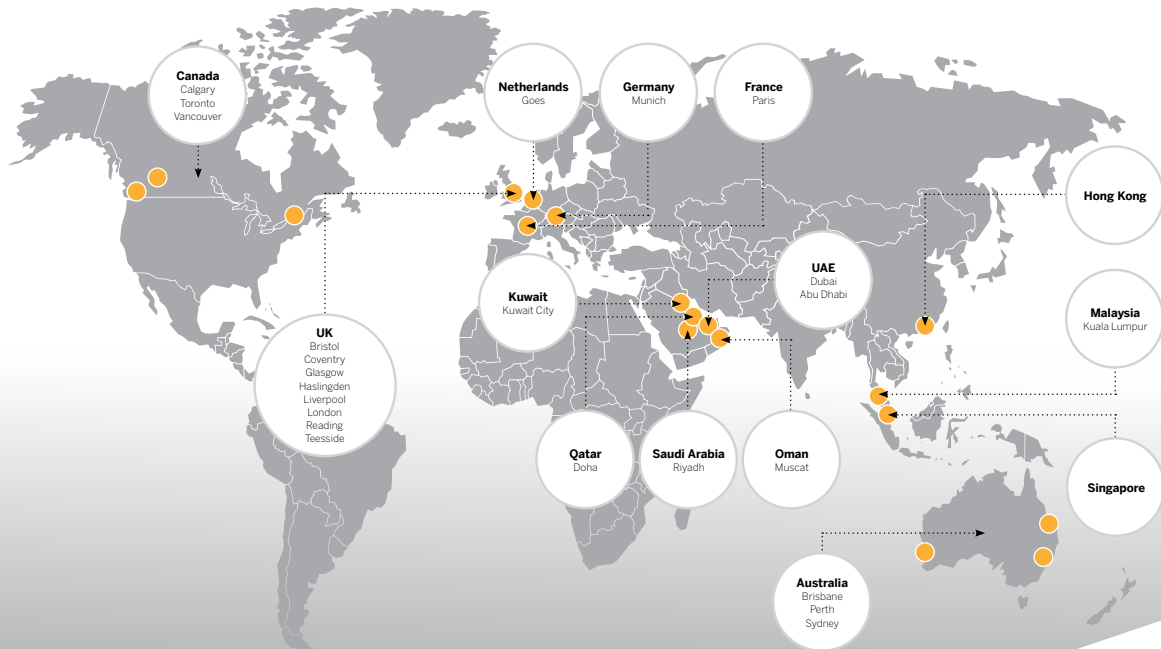 Canada
Calgary
Toronto
Vancouver
Netherlands
Goes
Germany
Munich
France
Paris
Hong Kong
UAE
Dubai
Abu Dhabi
Kuwait
Kuwait City
Malaysia
Kuala Lumpur
UK
Bristol
Coventry
Glasgow
Haslingden
Liverpool
London
Reading
Teesside
Qatar
Doha
Saudi Arabia
Riyadh
Oman
Muscat
Singapore
Australia
Brisbane
Perth
Sydney